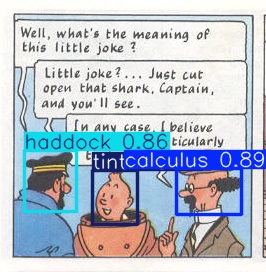 Well, what's the meaning of
this little joke?
Little joke?... Just cut
open that shark, Captain,
and you'll see.
In any case, I believe
ticularly
haddock 0.86
tint
calculus 0.89